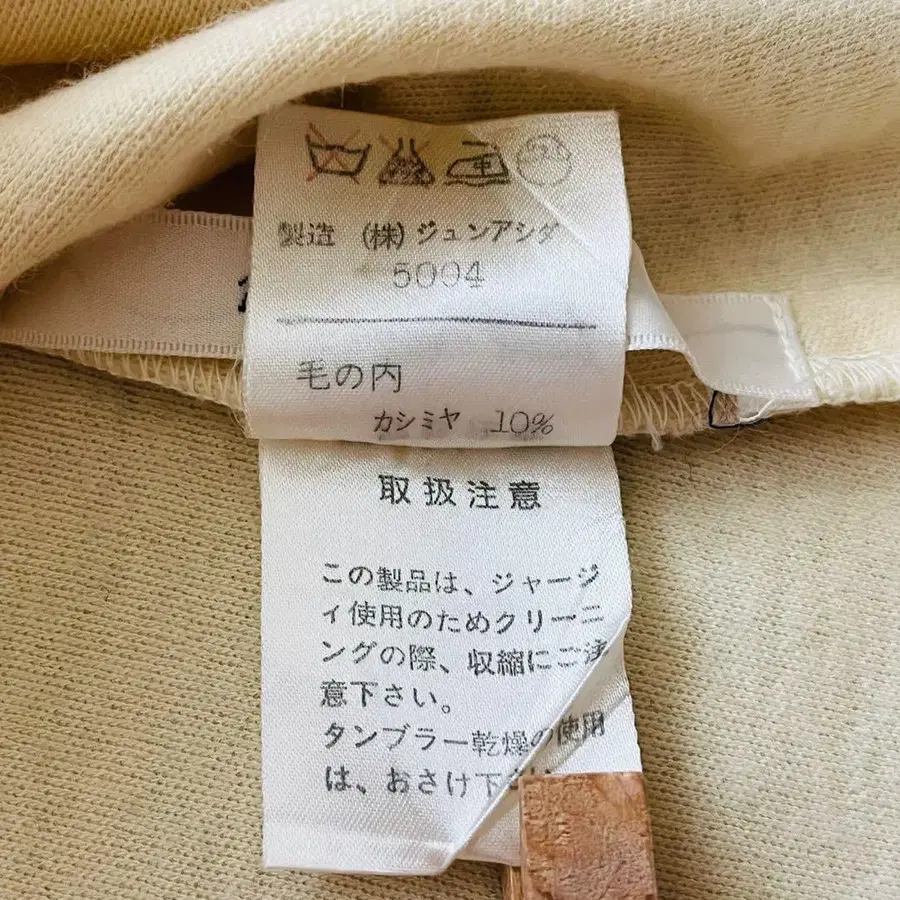 製造 (株)ジュンアシダ
5004
毛の内
カシミヤ 10%
取扱注意
この製品は、ジャージ
ィ使用のためクリーニ
ングの際、収縮にご注
意下さい。
タンブラー乾燥の使用
は、おさけ下さい